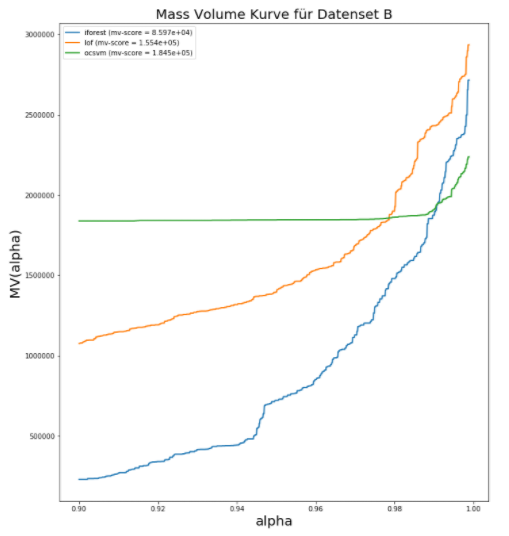 Mass Volume Kurve für Datenset B
iforest (mv-score = 8.597e+04)
lof (mv-score = 1.554e+05)
ocsvm (mv-score = 1.845e+05)
3000000
2500000
2000000
1500000
1000000
500000
MV(alpha)
0.90 0.92 0.94 0.96 0.98 1.00
alpha